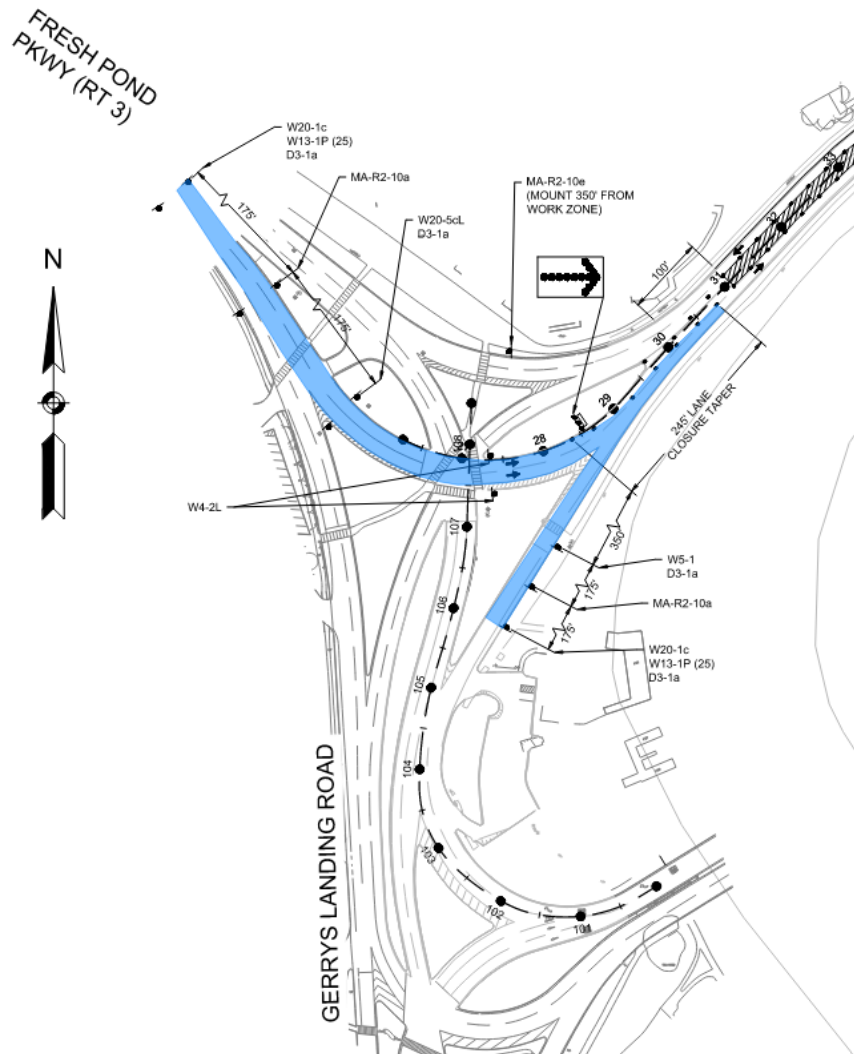 FRESH POND
PKWY (RT 3)
W20-1c
W13-1P (25)
D3-1a
MA-R2-10a
W20-5cL
D3-1a
MA-R2-10e
(MOUNT 350' FROM
WORK ZONE)
175'
175'
100'
N
33
32
31
30
29
28
108
245' LANE
CLOSURE TAPER
W4-2L
107
350'
W5-1
D3-1a
175'
MA-R2-10a
175'
W20-1c
W13-1P (25)
D3-1a
106
105
104
103
102
101
GERRYS LANDING ROAD